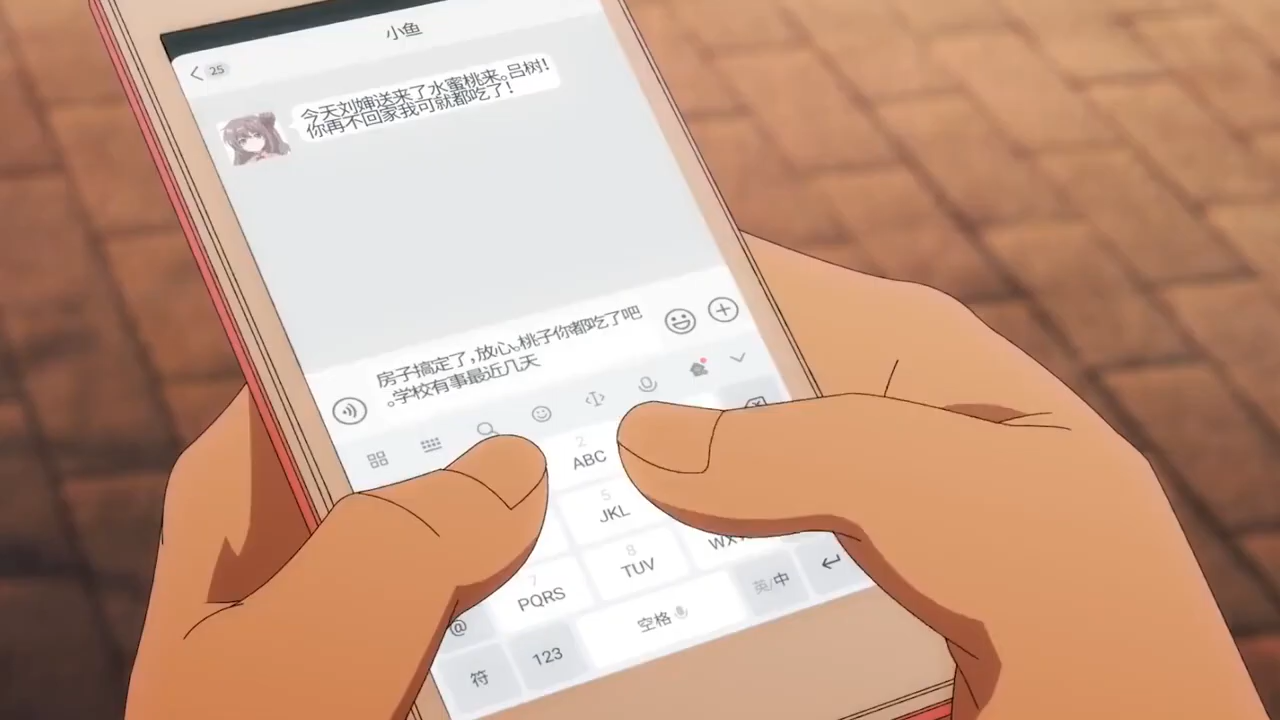 小鱼
25
今天刘婶送来了水蜜桃来。吕树!
你再不回家我可就都吃了!
房子搞定了,放心。桃子你都吃了吧
。学校有事最近几天
2
ABC
5
JKL
7
PQRS
8
TUV
@
符
123
空格
英/中